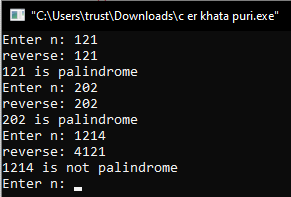 "C:\Users\trust\Downloads\c er khata puri.exe"
Enter n: 121
reverse: 121
121 is palindrome
Enter n: 202
reverse: 202
202 is palindrome
Enter n: 1214
reverse: 4121
1214 is not palindrome
Enter n: